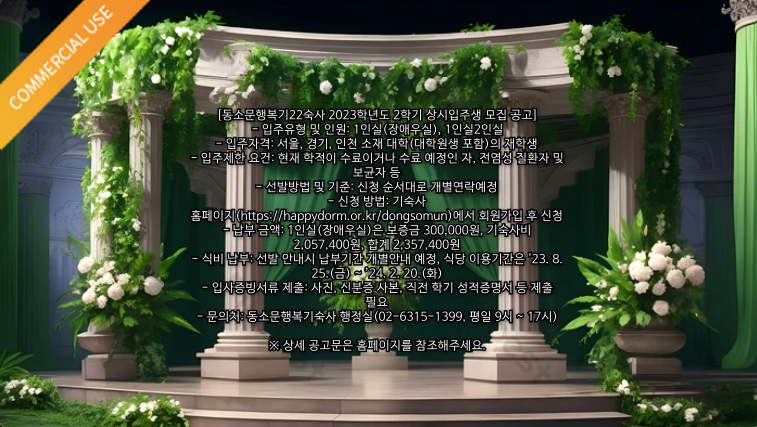 COMMERCIAL USE
[동소문행복기22숙사 2023학년도 2학기 상시입주생 모집 공고]
- 입주유형 및 인원: 1인실(장애우실), 1인실2인실
- 입주자격: 서울, 경기, 인천 소재 대학(대학원생 포함)의 재학생
- 입주제한 요건: 현재 학적이 수료이거나 수료 예정인 자, 전염성 질환자 및
보균자 등
- 선발방법 및 기준: 신청 순서대로 개별연락예정
- 신청 방법: 기숙사
홈페이지(https://happydorm.or.kr/dongsomun)에서 회원가입 후 신청
- 납부 금액: 1인실(장애우실)은 보증금 300,000원, 기숙사비
2,057,400원, 합계 2,357,400원
- 식비 납부: 선발 안내시 납부기간 개별안내 예정, 식당 이용기간은 '23. 8.
25.(금) ~ '24. 2. 20.(화)
- 입사증빙서류 제출: 사진, 신분증 사본, 직전 학기 성적증명서 등 제출
필요
- 문의처: 동소문행복기숙사 행정실(02-6315-1399, 평일 9시 ~ 17시)
※ 상세 공고문은 홈페이지를 참조해주세요.